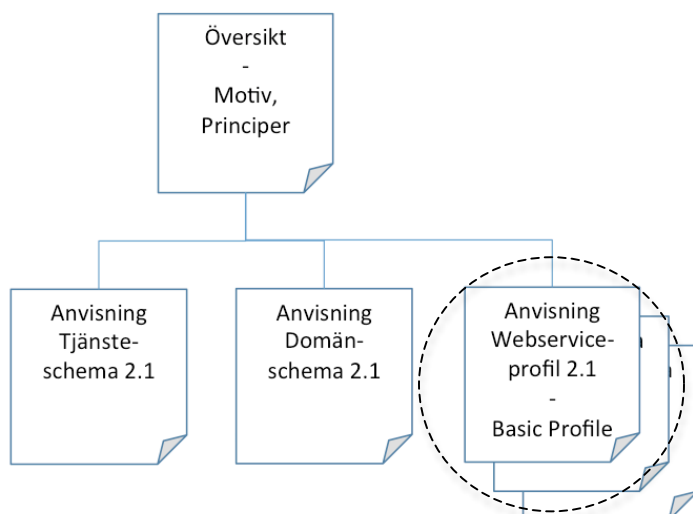 Översikt
-
Motiv,
Principer
Anvisning
Tjänste-
schema 2.1
Anvisning
Domän-
schema 2.1
Anvisning
Webservice-
profil 2.1
-
Basic Profile